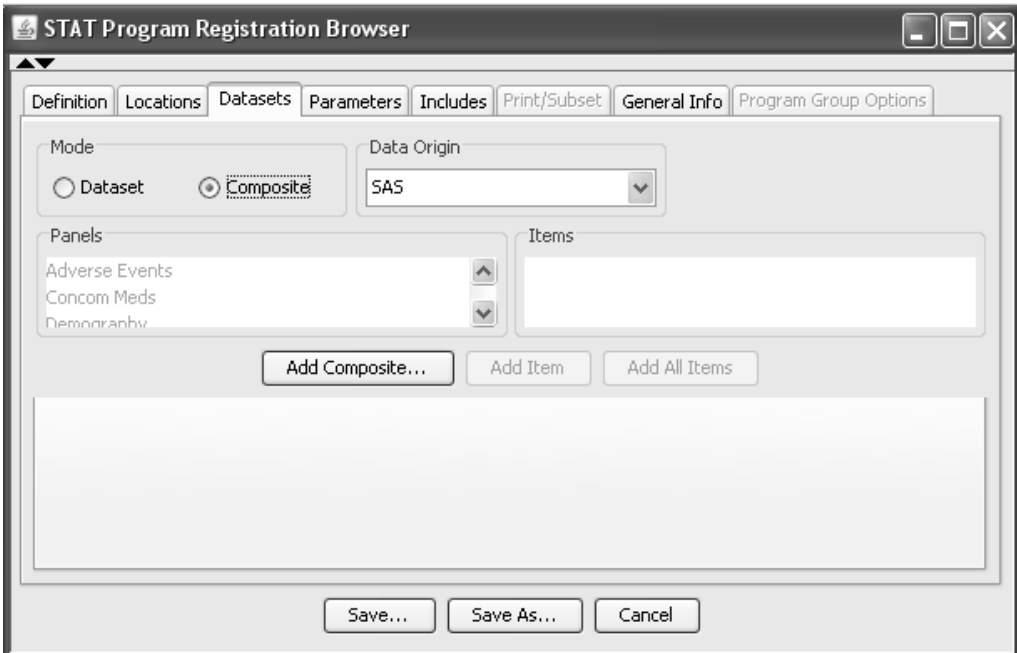 STAT Program Registration Browser
Definition Locations Datasets Parameters Includes Print/Subset General Info Program Group Options
Mode Data Origin
Dataset Composite SAS
Panels Items
Adverse Events
Concom Meds
Demography
Add Composite... Add Item Add All Items
Save... Save As... Cancel